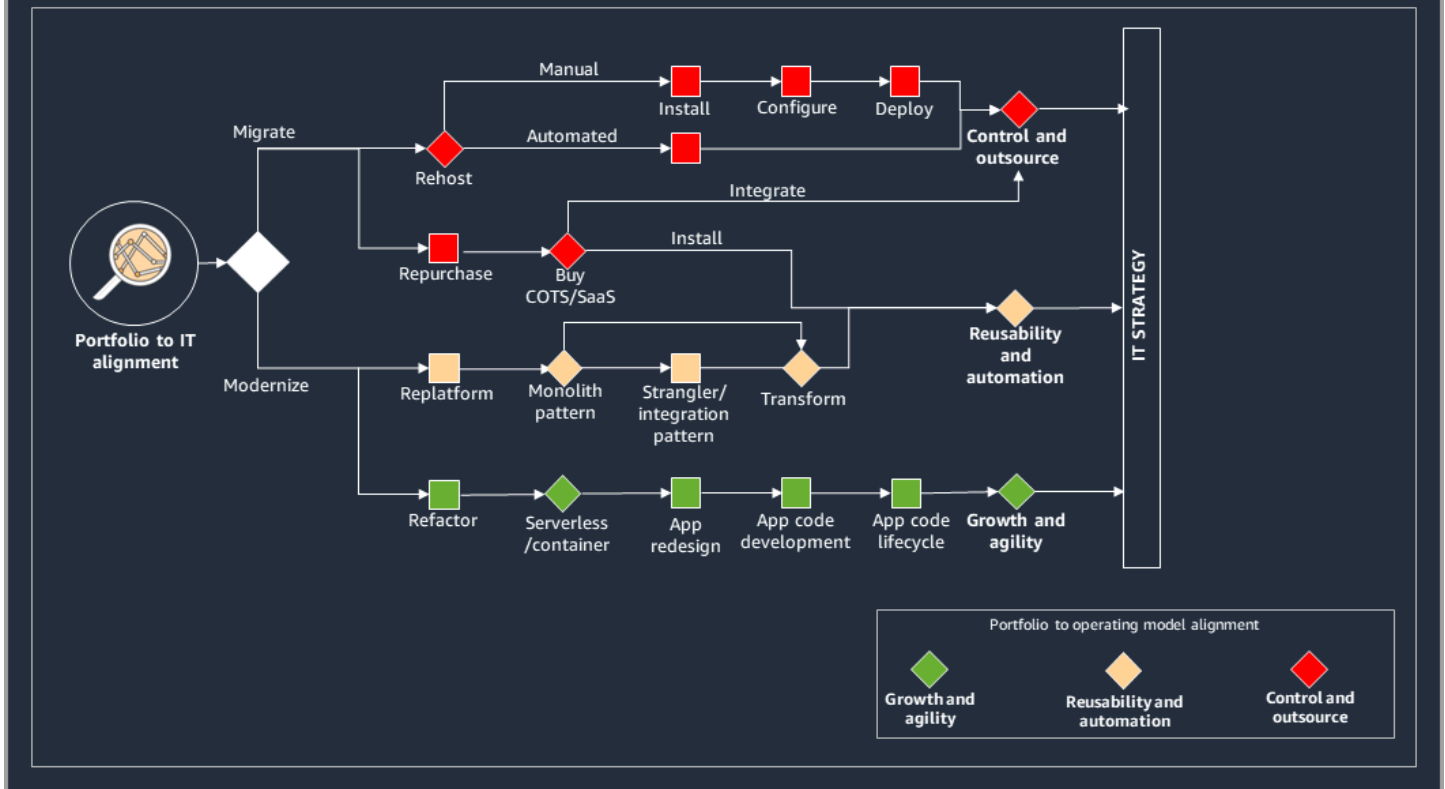 Manual
Install
Configure
Deploy
Migrate
Automated
Control and
outsource
Rehost
Integrate
Install
Repurchase
Buy
COTS/SaaS
Portfolio to IT
alignment
Reusability
and
automation
IT STRATEGY
Modernize
Replatform
Monolith
pattern
Strangler/
integration
pattern
Transform
Refactor
Serverless
/container
App
redesign
App code
development
App code
lifecycle
Growth and
agility
Portfolio to operating model alignment
Growth and
agility
Reusability and
automation
Control and
outsource